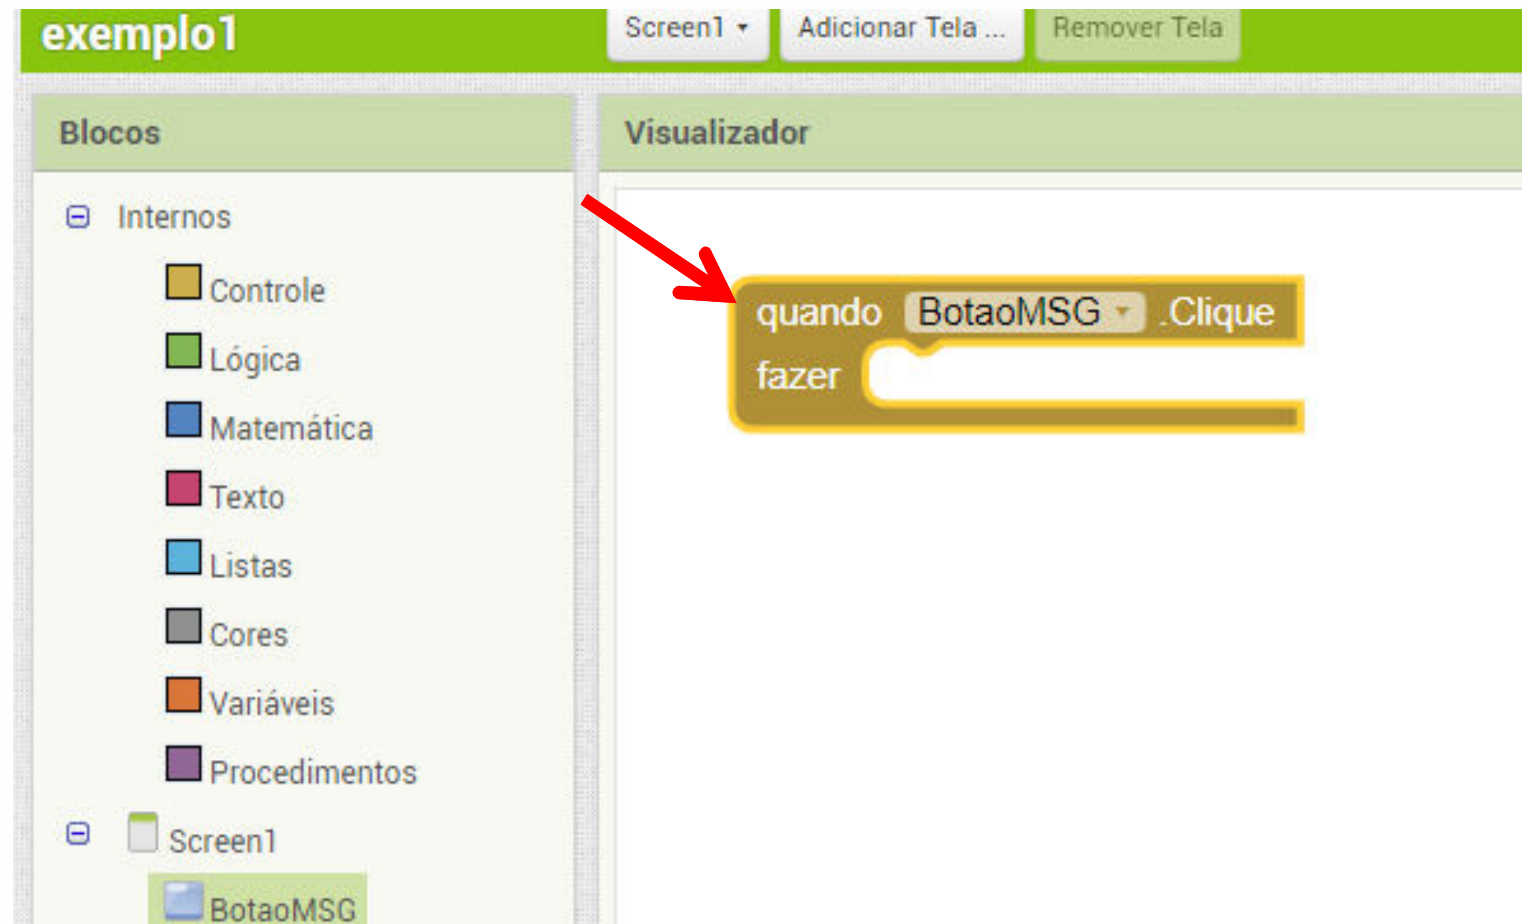 exemplo1
Screen1
Adicionar Tela ...
Remover Tela
Blocos
Internos
Controle
Lógica
Matemática
Texto
Listas
Cores
Variáveis
Procedimentos
Screen1
BotaoMSG
Visualizador
quando BotaoMSG .Clique
fazer